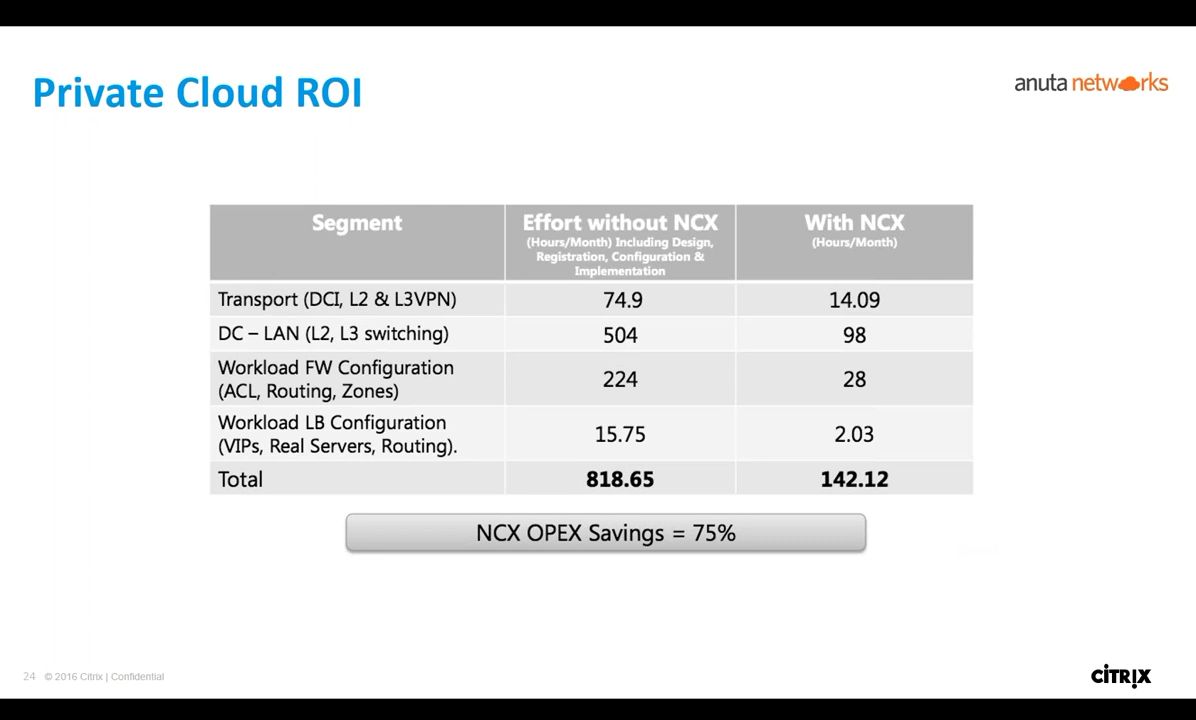 Private Cloud ROI
anuta networks
Segment
Effort without NCX
(Hours/Month) Including Design,
Registration, Configuration &
Implementation
With NCX
(Hours/Month)
Transport (DCI, L2 & L3VPN)
74.9
14.09
DC – LAN (L2, L3 switching)
504
98
Workload FW Configuration
(ACL, Routing, Zones)
224
28
Workload LB Configuration
(VIPs, Real Servers, Routing).
15.75
2.03
Total
818.65
142.12
NCX OPEX Savings = 75%
24 © 2016 Citrix | Confidential
CİTRIX